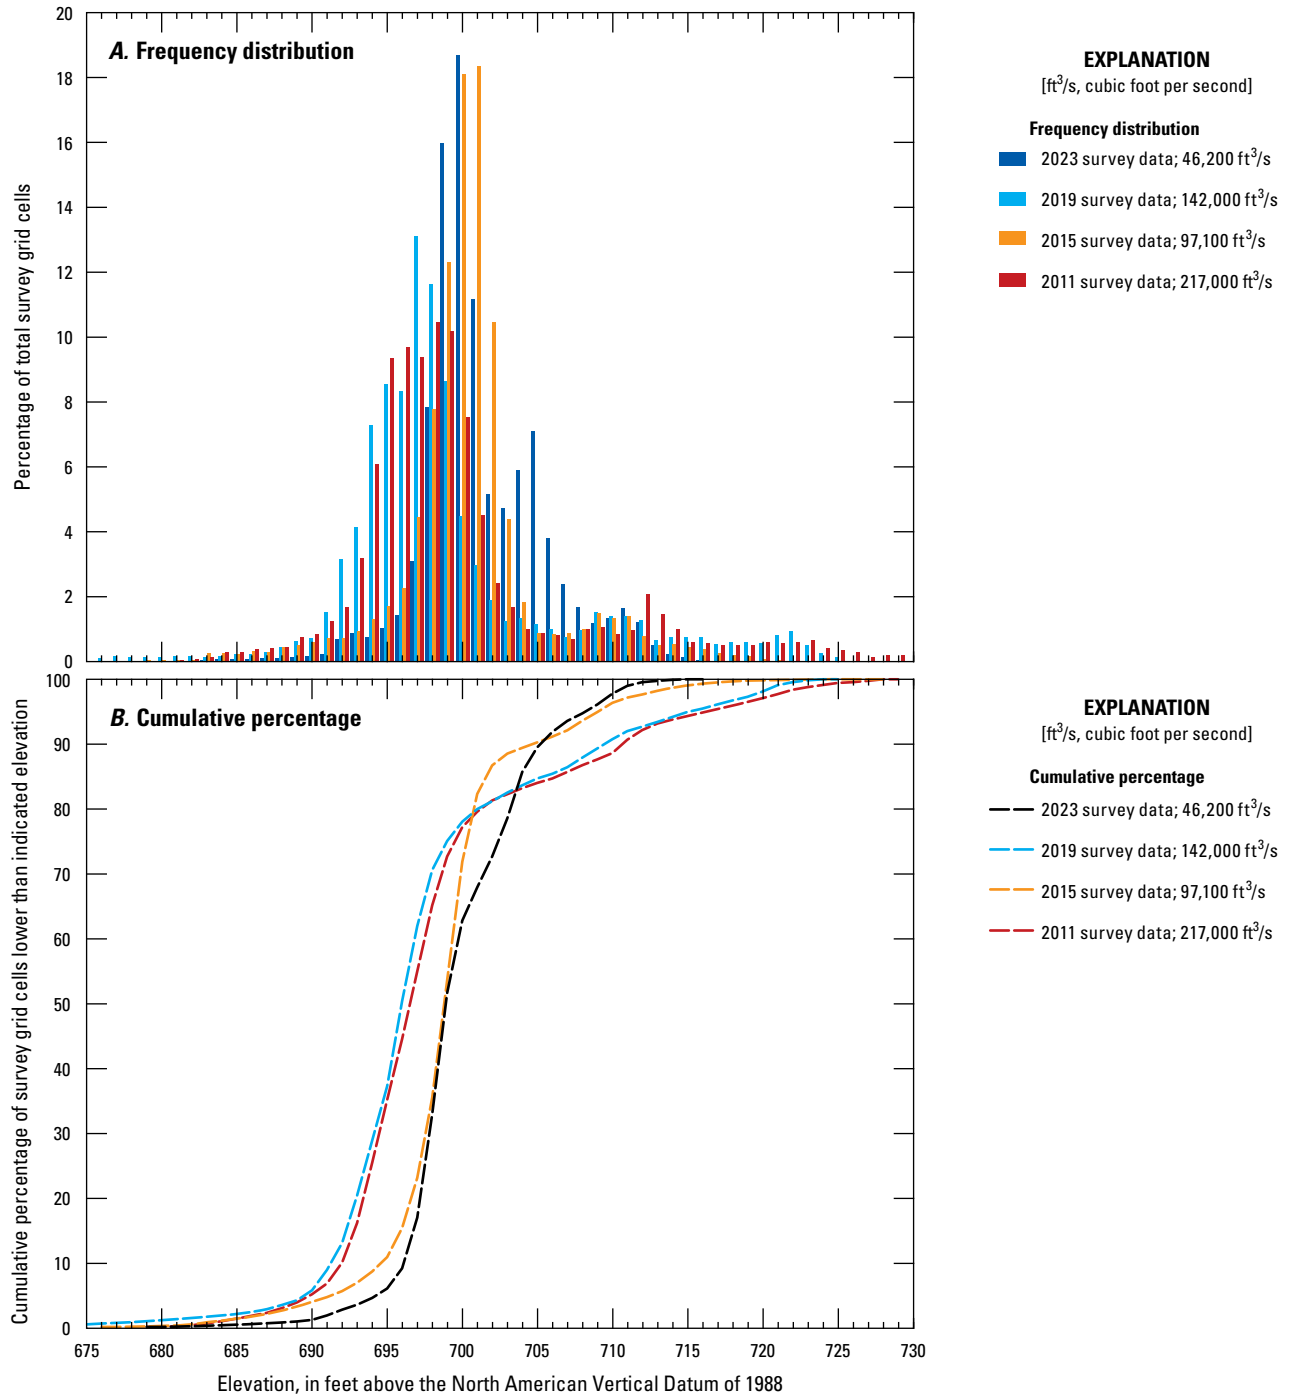 A. Frequency distribution
Percentage of total survey grid cells
20
18
16
14
12
10
8
6
4
2
0
EXPLANATION
[ft³/s, cubic foot per second]
Frequency distribution
2023 survey data; 46,200 ft³/s
2019 survey data; 142,000 ft³/s
2015 survey data; 97,100 ft³/s
2011 survey data; 217,000 ft³/s
B. Cumulative percentage
Cumulative percentage of survey grid cells lower than indicated elevation
100
90
80
70
60
50
40
30
20
10
0
675 680 685 690 695 700 705 710 715 720 725 730
Elevation, in feet above the North American Vertical Datum of 1988
EXPLANATION
[ft³/s, cubic foot per second]
Cumulative percentage
2023 survey data; 46,200 ft³/s
2019 survey data; 142,000 ft³/s
2015 survey data; 97,100 ft³/s
2011 survey data; 217,000 ft³/s